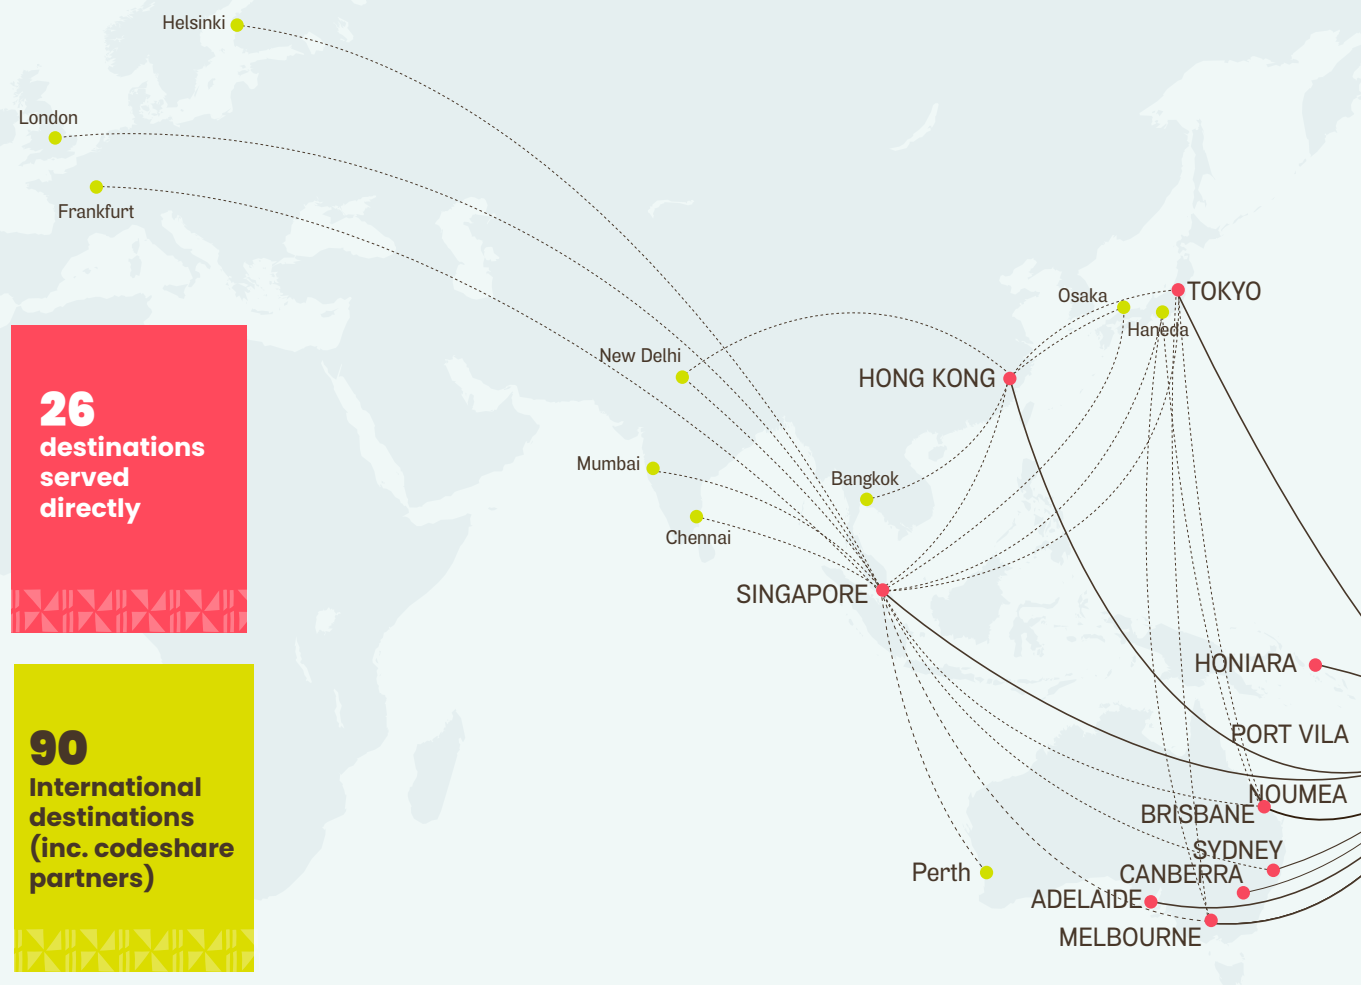 Helsinki
London
Frankfurt
Osaka
TOKYO
Haneda
New Delhi
HONG KONG
26
destinations
served
directly
Mumbai
Bangkok
Chennai
SINGAPORE
HONIARA
PORT VILA
90
International
destinations
(inc. codeshare
partners)
NOUMEA
BRISBANE
SYDNEY
Perth
CANBERRA
ADELAIDE
MELBOURNE